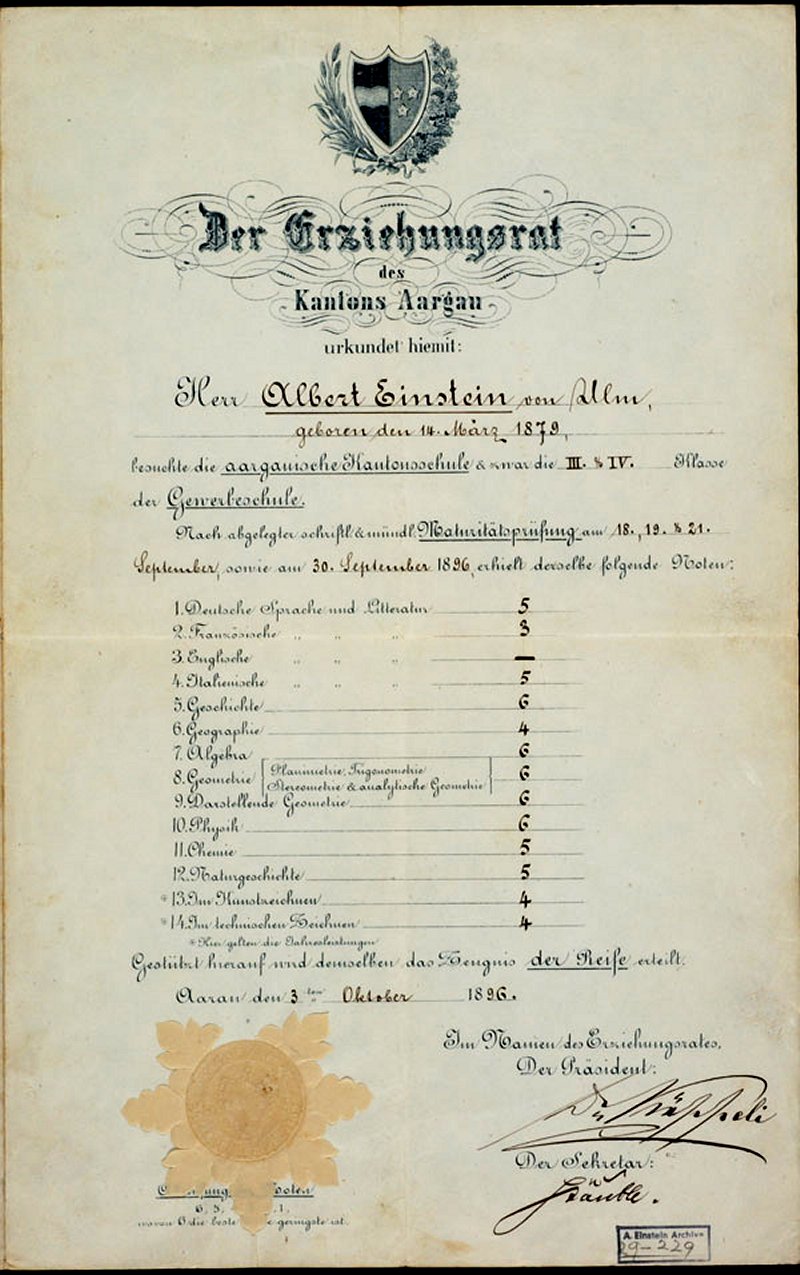 Der Erziehungsrat
des
Kantons Aargau
urkundet hiemit:
Herr Albert Einstein von Ulm,
geboren den 14. März 1879,
besuchte die aargauische Kantonsschule & zwar die III. & IV. Klasse
der Gewerbeschule.
Nach abgelegter schriftl. & mündl. Maturitätsprüfung am 18., 19. & 21.
September, sowie am 30. September 1896, erhielt derselbe folgende Noten:
1. Deutsche Sprache und Litteratur 5
2. Französische " " " 3
3. Englische " " " —
4. Italienische " " " 5
5. Geschichte 6
6. Geographie 4
7. Algebra 6
8. Geometrie { Planimetrie, Trigonometrie 6
Stereometrie & analytische Geometrie }
9. Darstellende Geometrie 6
10. Physik 6
11. Chemie 5
12. Naturgeschichte 5
* 13. Im Kunstzeichnen 4
* 14. Im technischen Zeichnen 4
* Hier gelten die Jahresleistungen
Gestützt hierauf wird demselben das Zeugnis der Reife erteilt.
Aarau den 3ten Oktober 1896.
Im Namen des Erziehungsrates,
Der Präsident:
Dr. Käppeli
Der Sekretär:
Stäuble.
6. 5. 1.
wovon 6 die beste geringste ist.
A. Einstein Archive
29-229